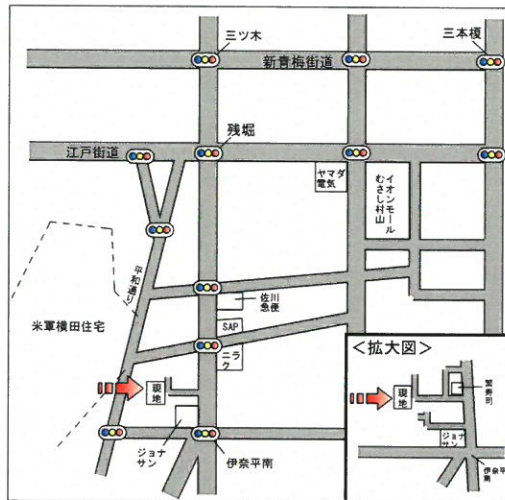 三ツ木
三本榎
新青梅街道
残堀
江戸街道
ヤマダ
電気
イオンモール
むさし村山
平和通り
佐川
急便
米軍横田住宅
SAP
ニラ
ク
<拡大図>
現
地
繁寿司
現
地
ジョナ
サン
ジョナ
サン
伊奈平南